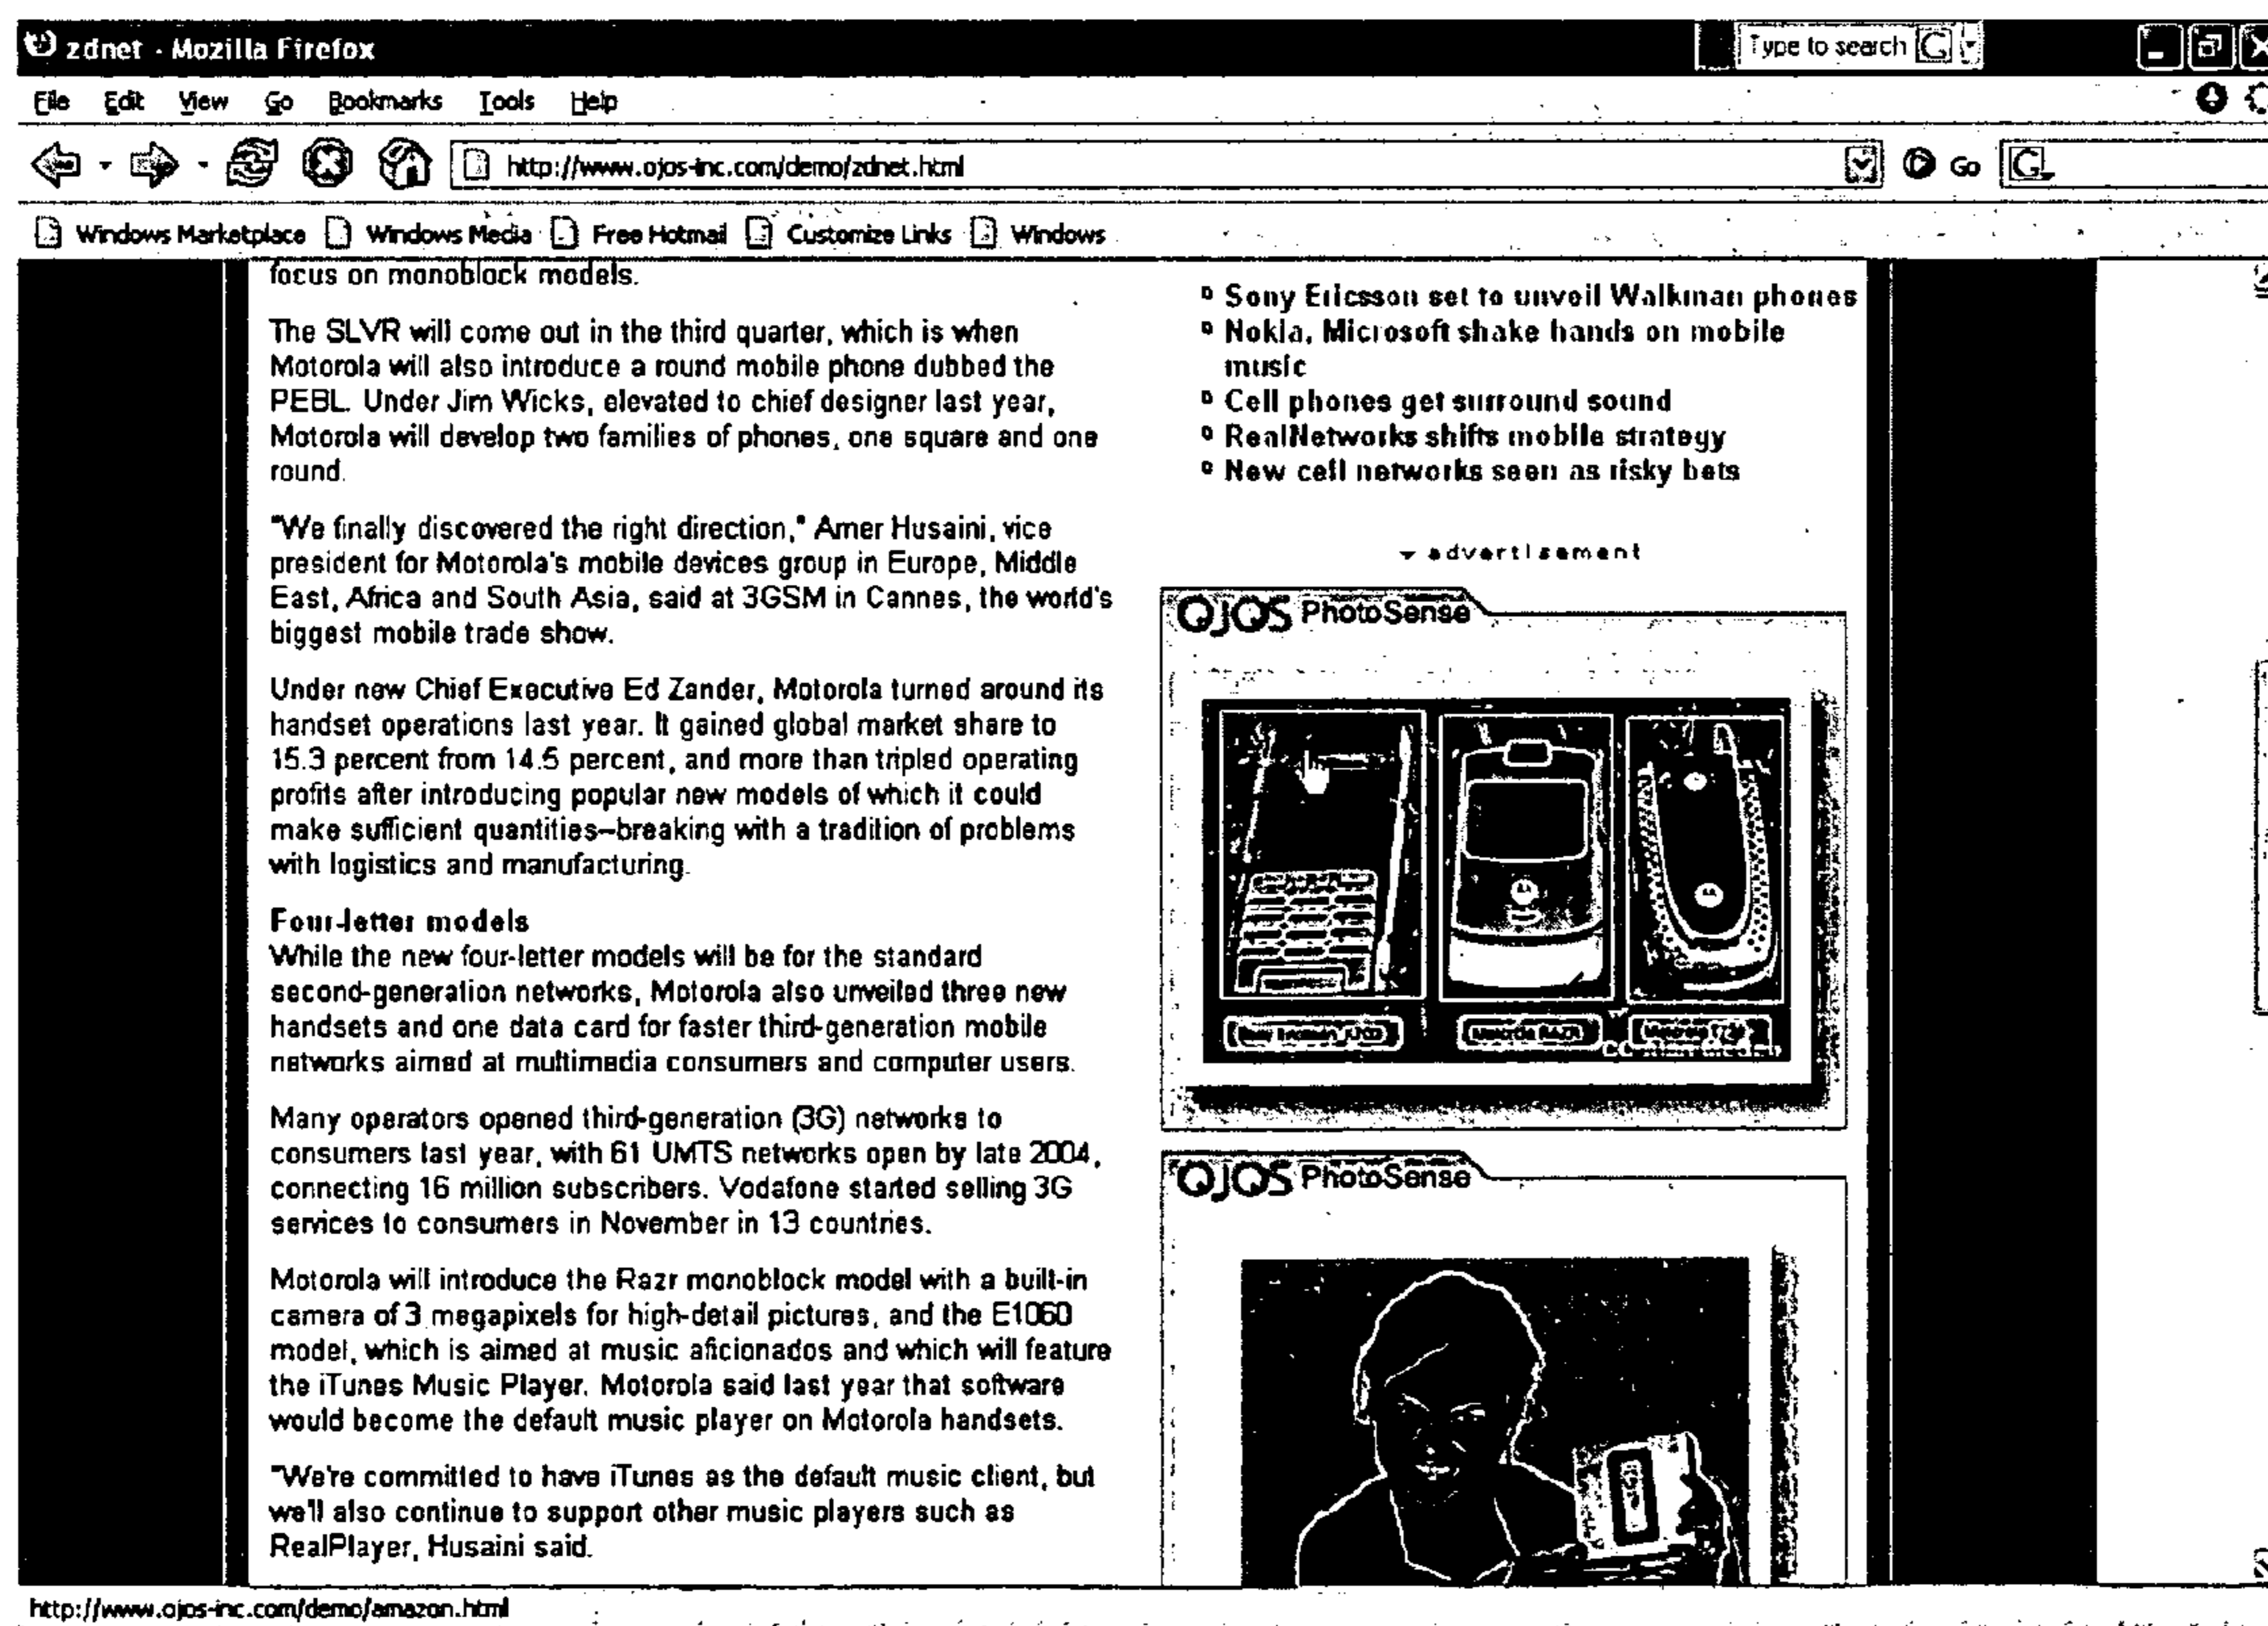 zdnet - Mozilla Firefox
Type to search
File Edit View Go Bookmarks Tools Help
http://www.ojos-inc.com/demo/zdnet.html
Go
Windows Marketplace Windows Media Free Hotmail Customize Links Windows
focus on monoblock models.
The SLVR will come out in the third quarter, which is when
Motorola will also introduce a round mobile phone dubbed the
PEBL. Under Jim Wicks, elevated to chief designer last year,
Motorola will develop two families of phones, one square and one
round.
"We finally discovered the right direction," Amer Husaini, vice
president for Motorola's mobile devices group in Europe, Middle
East, Africa and South Asia, said at 3GSM in Cannes, the world's
biggest mobile trade show.
Under new Chief Executive Ed Zander, Motorola turned around its
handset operations last year. It gained global market share to
15.3 percent from 14.5 percent, and more than tripled operating
profits after introducing popular new models of which it could
make sufficient quantities--breaking with a tradition of problems
with logistics and manufacturing.
Four-letter models
While the new four-letter models will be for the standard
second-generation networks, Motorola also unveiled three new
handsets and one data card for faster third-generation mobile
networks aimed at multimedia consumers and computer users.
Many operators opened third-generation (3G) networks to
consumers last year, with 61 UMTS networks open by late 2004,
connecting 16 million subscribers. Vodafone started selling 3G
services to consumers in November in 13 countries.
Motorola will introduce the Razr monoblock model with a built-in
camera of 3 megapixels for high-detail pictures, and the E1060
model, which is aimed at music aficionados and which will feature
the iTunes Music Player. Motorola said last year that software
would become the default music player on Motorola handsets.
"We're committed to have iTunes as the default music client, but
we'll also continue to support other music players such as
RealPlayer, Husaini said.
Sony Ericsson set to unveil Walkman phones
Nokia, Microsoft shake hands on mobile
music
Cell phones get surround sound
RealNetworks shifts mobile strategy
New cell networks seen as risky bets
advertisement
OJOS PhotoSense
Motorola RAZR
Motorola
OJOS PhotoSense
http://www.ojos-inc.com/demo/amazon.html